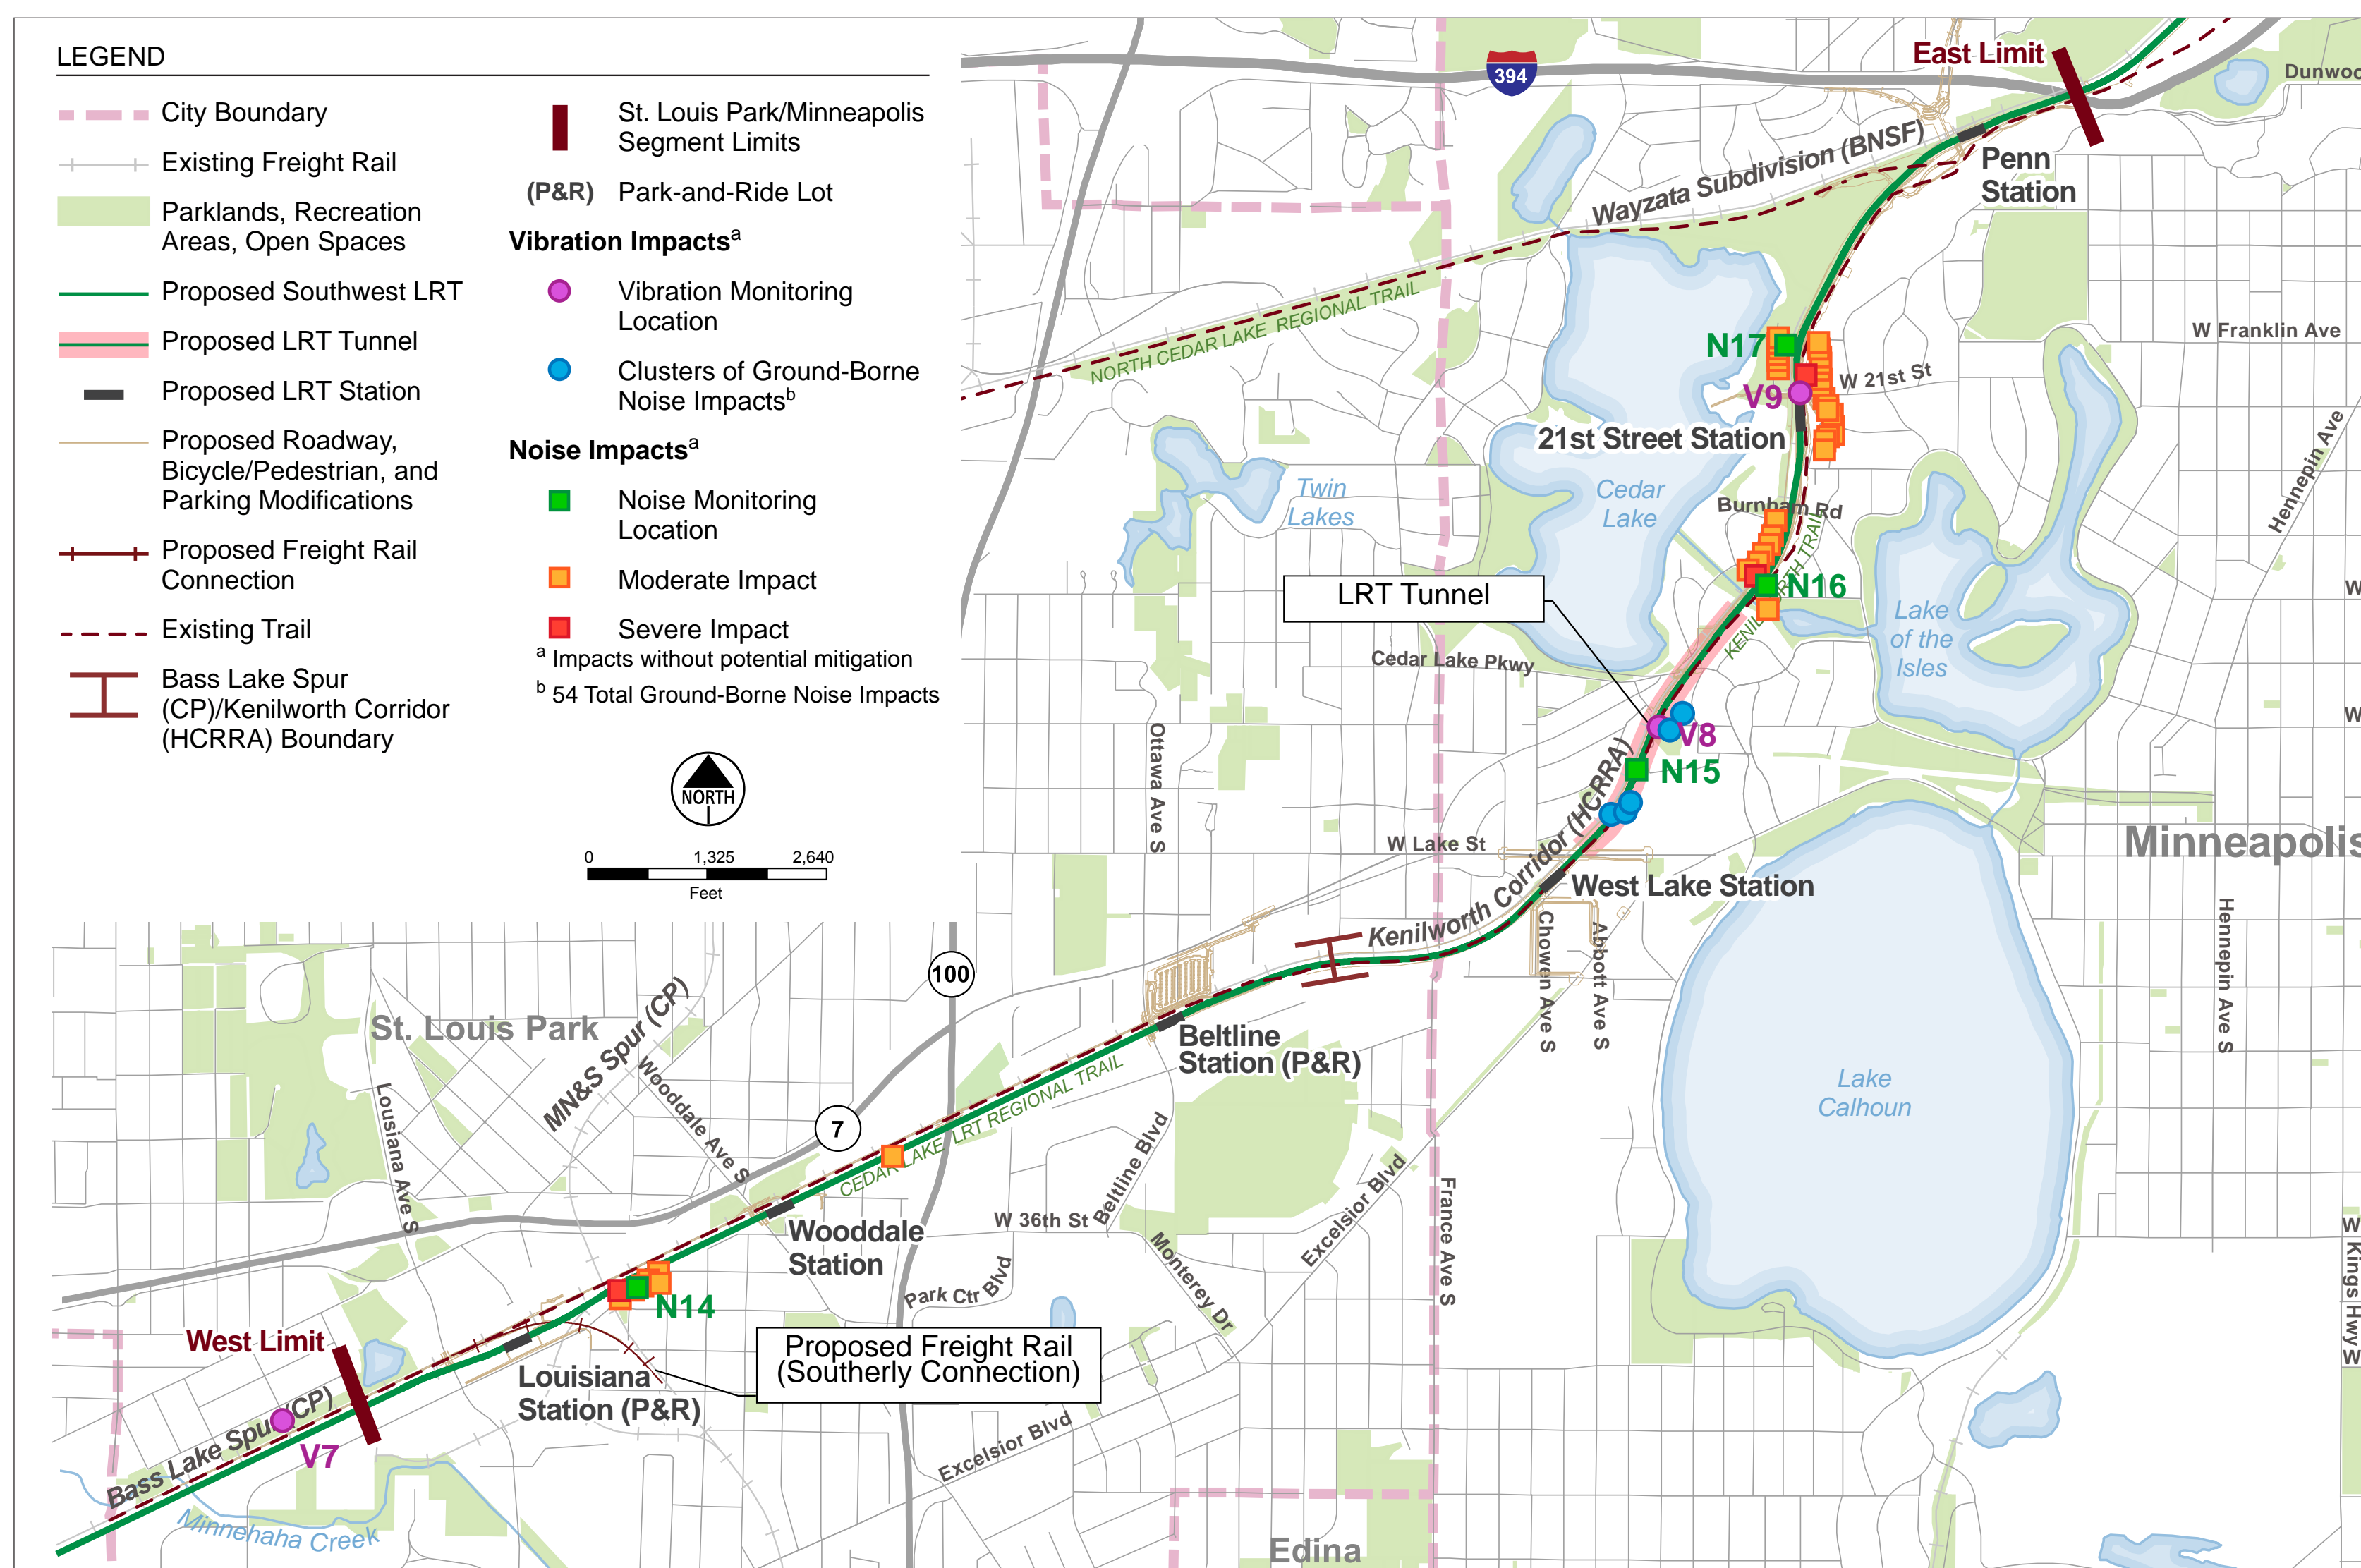 LEGEND
City Boundary
Existing Freight Rail
Parklands, Recreation
Areas, Open Spaces
Proposed Southwest LRT
Proposed LRT Tunnel
Proposed LRT Station
Proposed Roadway,
Bicycle/Pedestrian, and
Parking Modifications
Proposed Freight Rail
Connection
Existing Trail
Bass Lake Spur
(CP)/Kenilworth Corridor
(HCRRA) Boundary
St. Louis Park/Minneapolis
Segment Limits
(P&R) Park-and-Ride Lot
Vibration Impactsa
Vibration Monitoring
Location
Clusters of Ground-Borne
Noise Impactsb
Noise Impactsa
Noise Monitoring
Location
Moderate Impact
Severe Impact
a Impacts without potential mitigation
b 54 Total Ground-Borne Noise Impacts
NORTH
0 1,325 2,640
Feet
394
East Limit
Penn
Station
Wayzata Subdivision (BNSF)
NORTH CEDAR LAKE REGIONAL TRAIL
W Franklin Ave
N17
W 21st St
V9
21st Street Station
Hennepin Ave
Twin
Lakes
Cedar
Lake
Burnham Rd
N16
LRT Tunnel
Lake
of the
Isles
Cedar Lake Pkwy
V8
N15
Ottawa Ave S
Kenilworth Corridor (HCRRA)
W Lake St
Minneapolis
West Lake Station
Chowen Ave S
Abbott Ave S
Hennepin Ave S
100
St. Louis Park
MN&S Spur (CP)
Beltline
Station (P&R)
Lake
Calhoun
Wooddale Ave S
Lousiana Ave S
7
CEDAR LAKE LRT REGIONAL TRAIL
Beltline Blvd
W 36th St
Excelsior Blvd
France Ave S
Wooddale
Station
Park Ctr Blvd
Monterey Dr
W Kings Hwy W
N14
West Limit
Proposed Freight Rail
(Southerly Connection)
Louisiana
Station (P&R)
Bass Lake Spur (CP)
V7
Excelsior Blvd
Minnehaha Creek
Edina